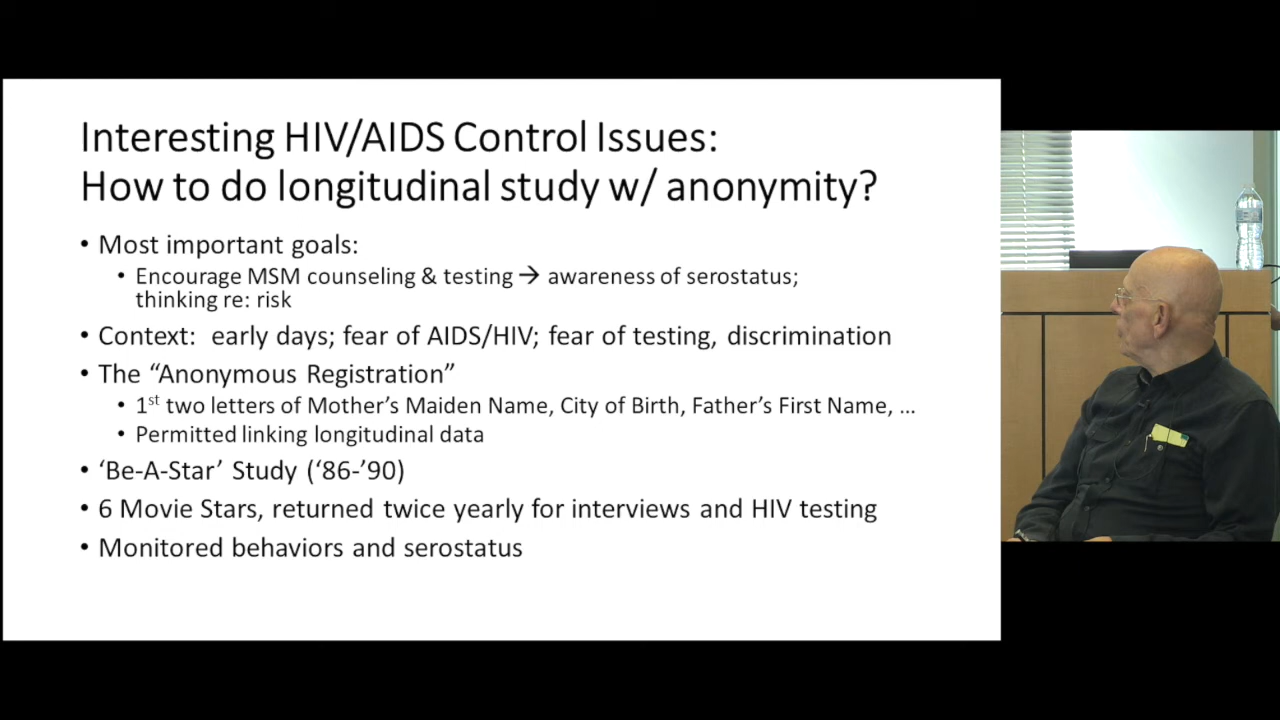 Interesting HIV/AIDS Control Issues:
How to do longitudinal study w/ anonymity?
• Most important goals:
• Encourage MSM counseling & testing → awareness of serostatus;
thinking re: risk
• Context:  early days; fear of AIDS/HIV; fear of testing, discrimination
• The “Anonymous Registration”
• 1st two letters of Mother’s Maiden Name, City of Birth, Father’s First Name, …
• Permitted linking longitudinal data
• ‘Be-A-Star’ Study (‘86-’90)
• 6 Movie Stars, returned twice yearly for interviews and HIV testing
• Monitored behaviors and serostatus